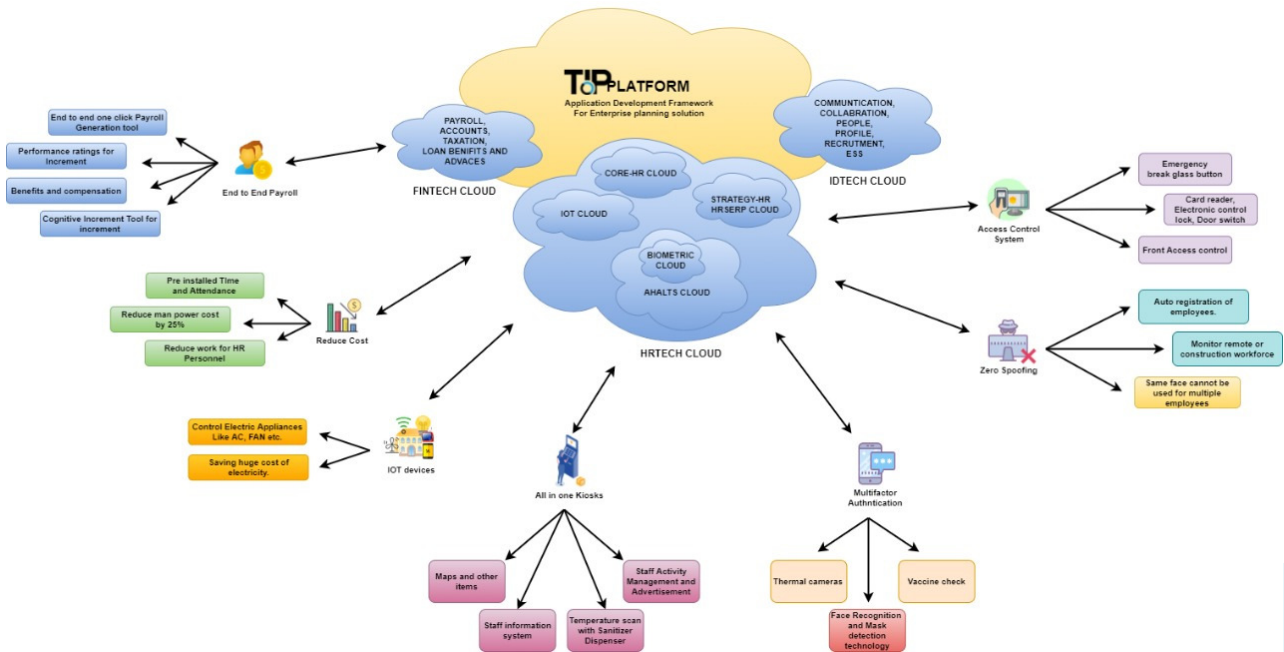 TIP PLATFORM
Application Development Framework
For Enterprise planning solution
PAYROLL,
ACCOUNTS,
TAXATION,
LOAN BENIFITS AND
ADVACES
FINTECH CLOUD
COMMUNTICATION,
COLLABRATION,
PEOPLE,
PROFILE,
RECRUTMENT,
ESS
IDTECH CLOUD
CORE-HR CLOUD
IOT CLOUD
STRATEGY-HR
HRSERP CLOUD
BIOMETRIC
CLOUD
AHALTS CLOUD
HRTECH CLOUD
End to end one click Payroll
Generation tool
Performance ratings for
Increment
Benefits and compensation
Cognitive Increment Tool for
increment
End to End Payroll
Pre installed Time
and Attendance
Reduce man power cost
by 25%
Reduce work for HR
Personnel
Reduce Cost
Control Electric Appliances
Like AC, FAN etc.
Saving huge cost of
electricity.
IOT devices
All in one Kiosks
Maps and other
items
Staff information
system
Temperature scan
with Sanitizer
Dispenser
Staff Activity
Management and
Advertisement
Multifactor
Authntication
Thermal cameras
Face Recognition
and Mask
detection
technology
Vaccine check
Access Control
System
Emergency
break glass button
Card reader,
Electronic control
lock, Door switch
Front Access control
Zero Spoofing
Auto registration of
employees.
Monitor remote or
construction workforce
Same face cannot be
used for multiple
employees